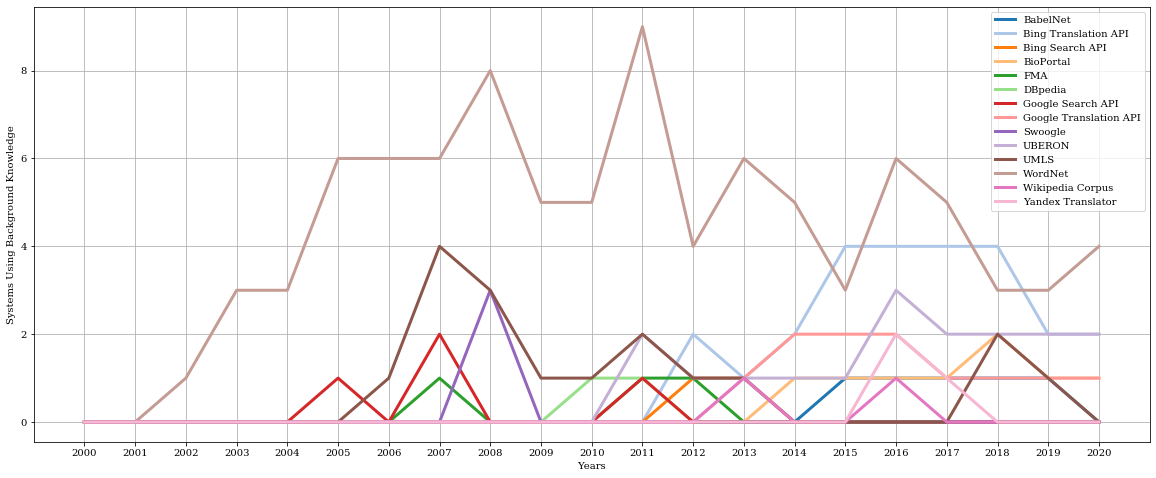 BabelNet
Bing Translation API
Bing Search API
BioPortal
FMA
DBpedia
Google Search API
Google Translation API
Swoogle
UBERON
UMLS
WordNet
Wikipedia Corpus
Yandex Translator
Systems Using Background Knowledge
8
6
4
2
0
2000 2001 2002 2003 2004 2005 2006 2007 2008 2009 2010 2011 2012 2013 2014 2015 2016 2017 2018 2019 2020
Years